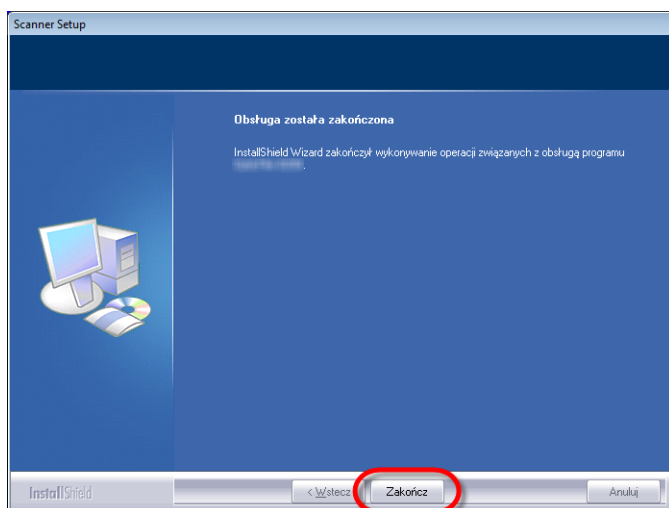 Scanner Setup
Obsługa została zakończona
InstallShield Wizard zakończył wykonywanie operacji związanych z obsługą programu
.
InstallShield
< Wstecz
Zakończ
Anuluj